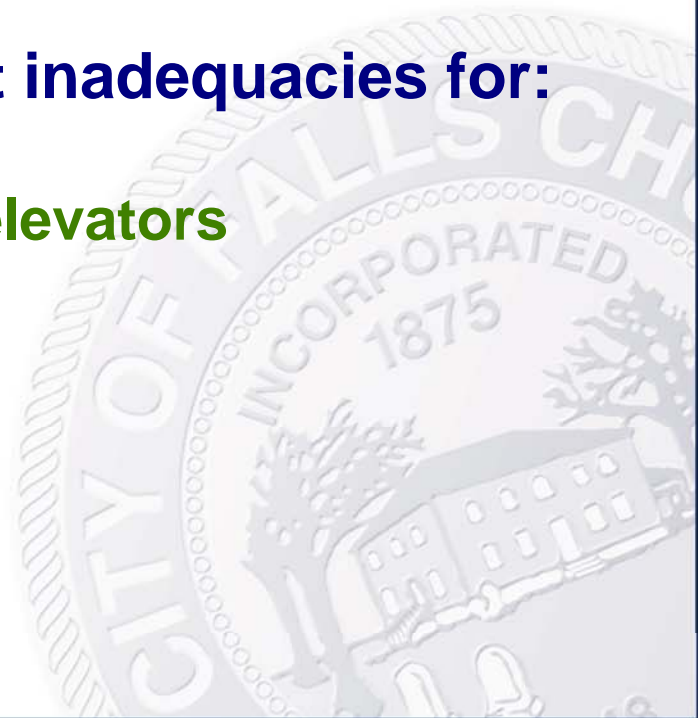 t inadequacies for:
elevators
CITY OF FALLS CH
INCORPORATED
1875